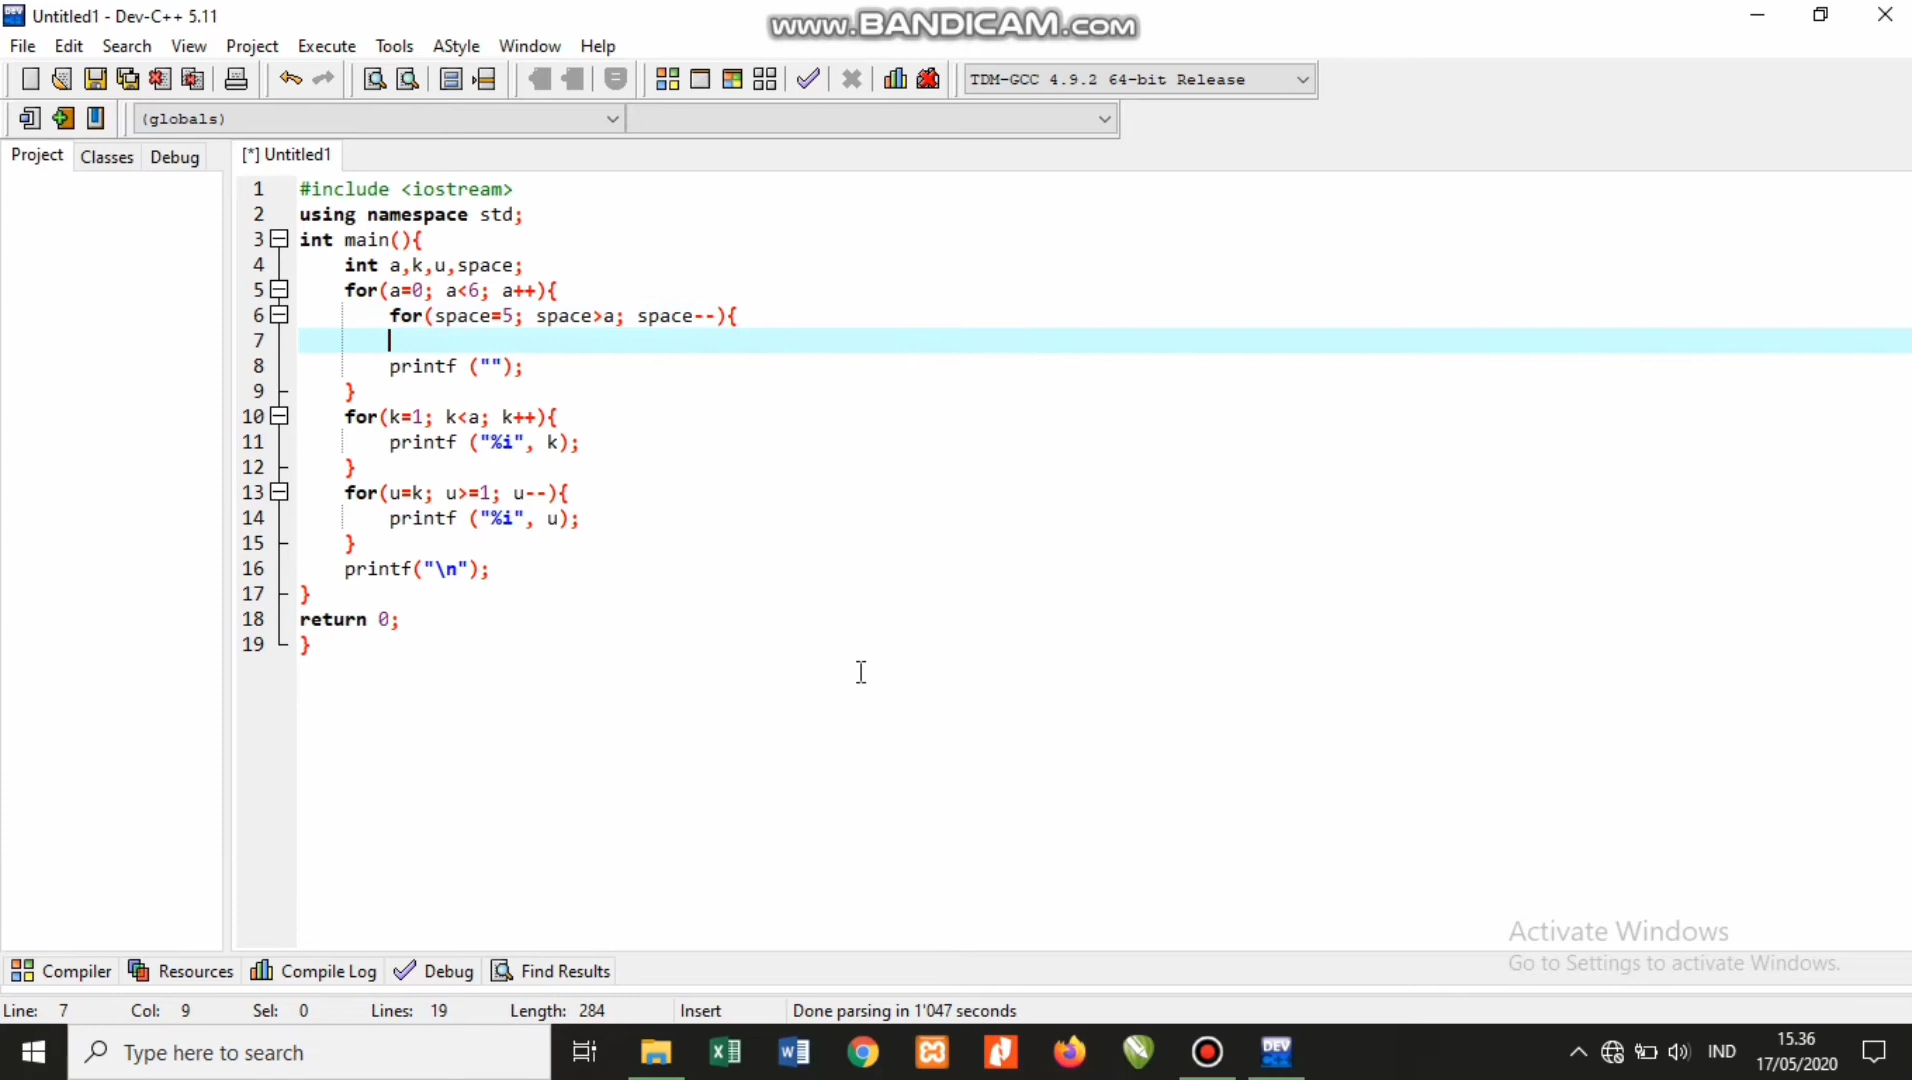 Untitled1 - Dev-C++ 5.11
www.BANDICAM.com
File Edit Search View Project Execute Tools AStyle Window Help
TDM-GCC 4.9.2 64-bit Release
(globals)
Project Classes Debug
[*] Untitled1
1 #include <iostream>
2 using namespace std;
3 int main(){
4 int a,k,u,space;
5 for(a=0; a<6; a++){
6 for(space=5; space>a; space--){
7
8 printf ("");
9 }
10 for(k=1; k<a; k++){
11 printf ("%i", k);
12 }
13 for(u=k; u>=1; u--){
14 printf ("%i", u);
15 }
16 printf("\n");
17 }
18 return 0;
19 }
Activate Windows
Go to Settings to activate Windows.
Compiler Resources Compile Log Debug Find Results
Line: 7 Col: 9 Sel: 0 Lines: 19 Length: 284 Insert Done parsing in 1'047 seconds
Type here to search
DEV
IND
15.36
17/05/2020